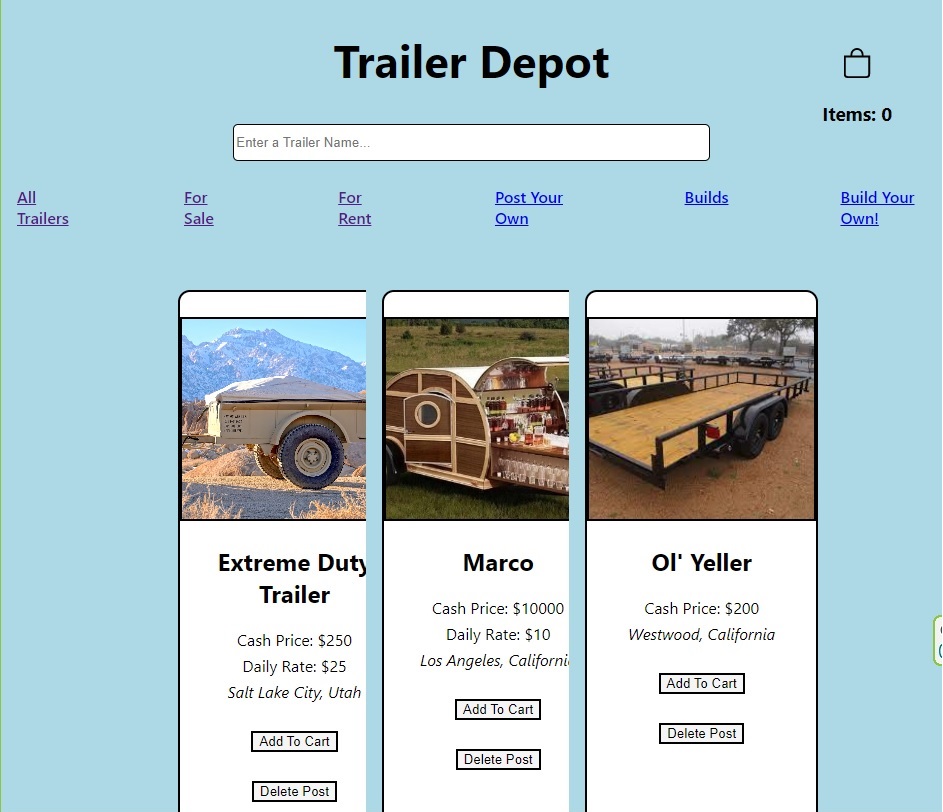 Trailer Depot
Items: 0
Enter a Trailer Name...
All
Trailers
For
Sale
For
Rent
Post Your
Own
Builds
Build Your
Own!
Extreme Duty
Trailer
Cash Price: $250
Daily Rate: $25
Salt Lake City, Utah
Add To Cart
Delete Post
Marco
Cash Price: $10000
Daily Rate: $10
Los Angeles, Californi
Add To Cart
Delete Post
Ol' Yeller
Cash Price: $200
Westwood, California
Add To Cart
Delete Post